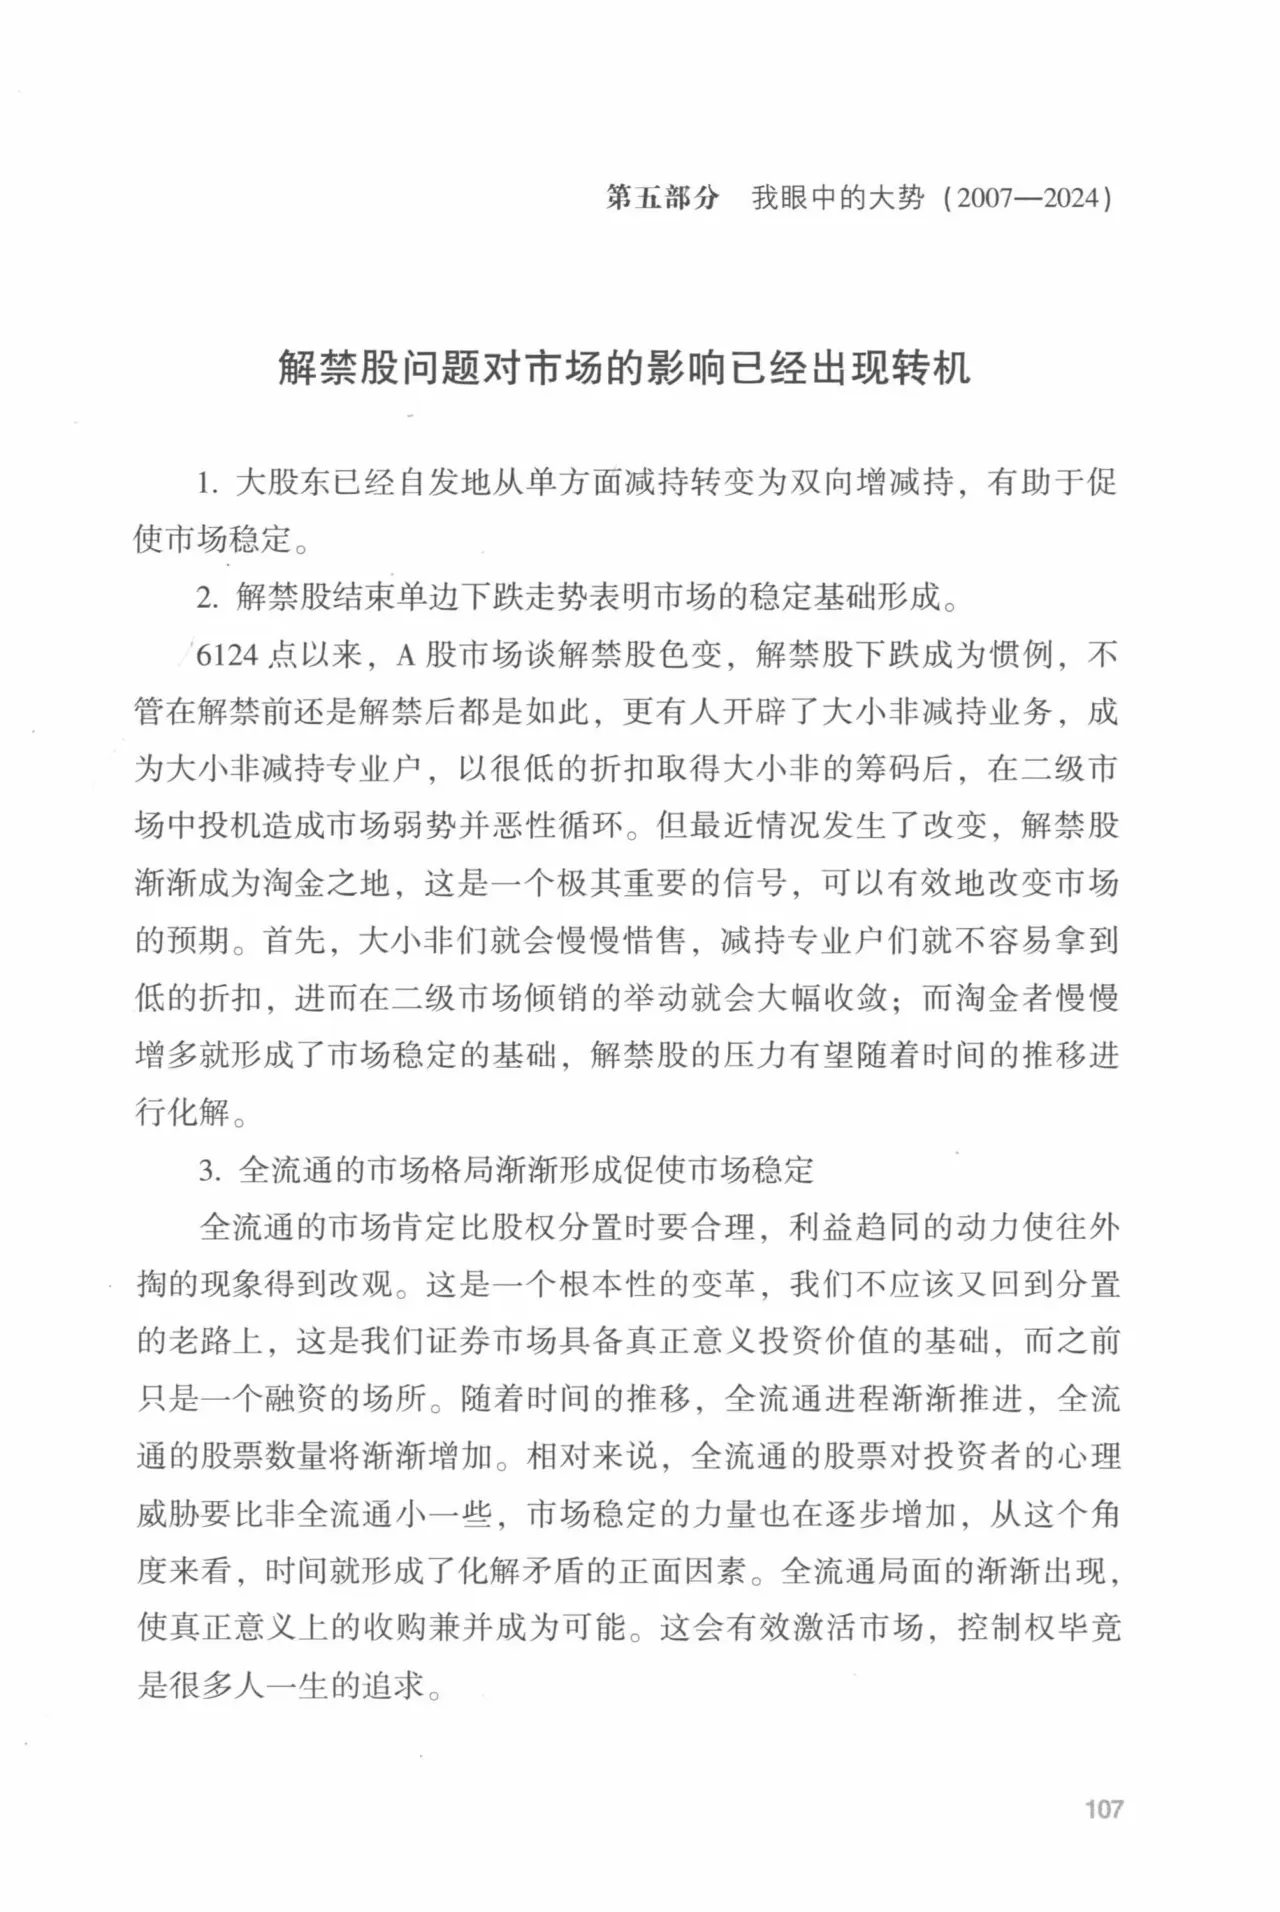 第五部分 我眼中的大势（2007—2024）
解禁股问题对市场的影响已经出现转机
1. 大股东已经自发地从单方面减持转变为双向增减持，有助于促
使市场稳定。
2. 解禁股结束单边下跌走势表明市场的稳定基础形成。
6124 点以来，A 股市场谈解禁股色变，解禁股下跌成为惯例，不
管在解禁前还是解禁后都是如此，更有人开辟了大小非减持业务，成
为大小非减持专业户，以很低的折扣取得大小非的筹码后，在二级市
场中投机造成市场弱势并恶性循环。但最近情况发生了改变，解禁股
渐渐成为淘金之地，这是一个极其重要的信号，可以有效地改变市场
的预期。首先，大小非们就会慢慢惜售，减持专业户们就不容易拿到
低的折扣，进而在二级市场倾销的举动就会大幅收敛；而淘金者慢慢
增多就形成了市场稳定的基础，解禁股的压力有望随着时间的推移进
行化解。
3. 全流通的市场格局渐渐形成促使市场稳定
全流通的市场肯定比股权分置时要合理，利益趋同的动力使往外
掏的现象得到改观。这是一个根本性的变革，我们不应该又回到分置
的老路上，这是我们证券市场具备真正意义投资价值的基础，而之前
只是一个融资的场所。随着时间的推移，全流通进程渐渐推进，全流
通的股票数量将渐渐增加。相对来说，全流通的股票对投资者的心理
威胁要比非全流通小一些，市场稳定的力量也在逐步增加，从这个角
度来看，时间就形成了化解矛盾的正面因素。全流通局面的渐渐出现，
使真正意义上的收购兼并成为可能。这会有效激活市场，控制权毕竟
是很多人一生的追求。
107